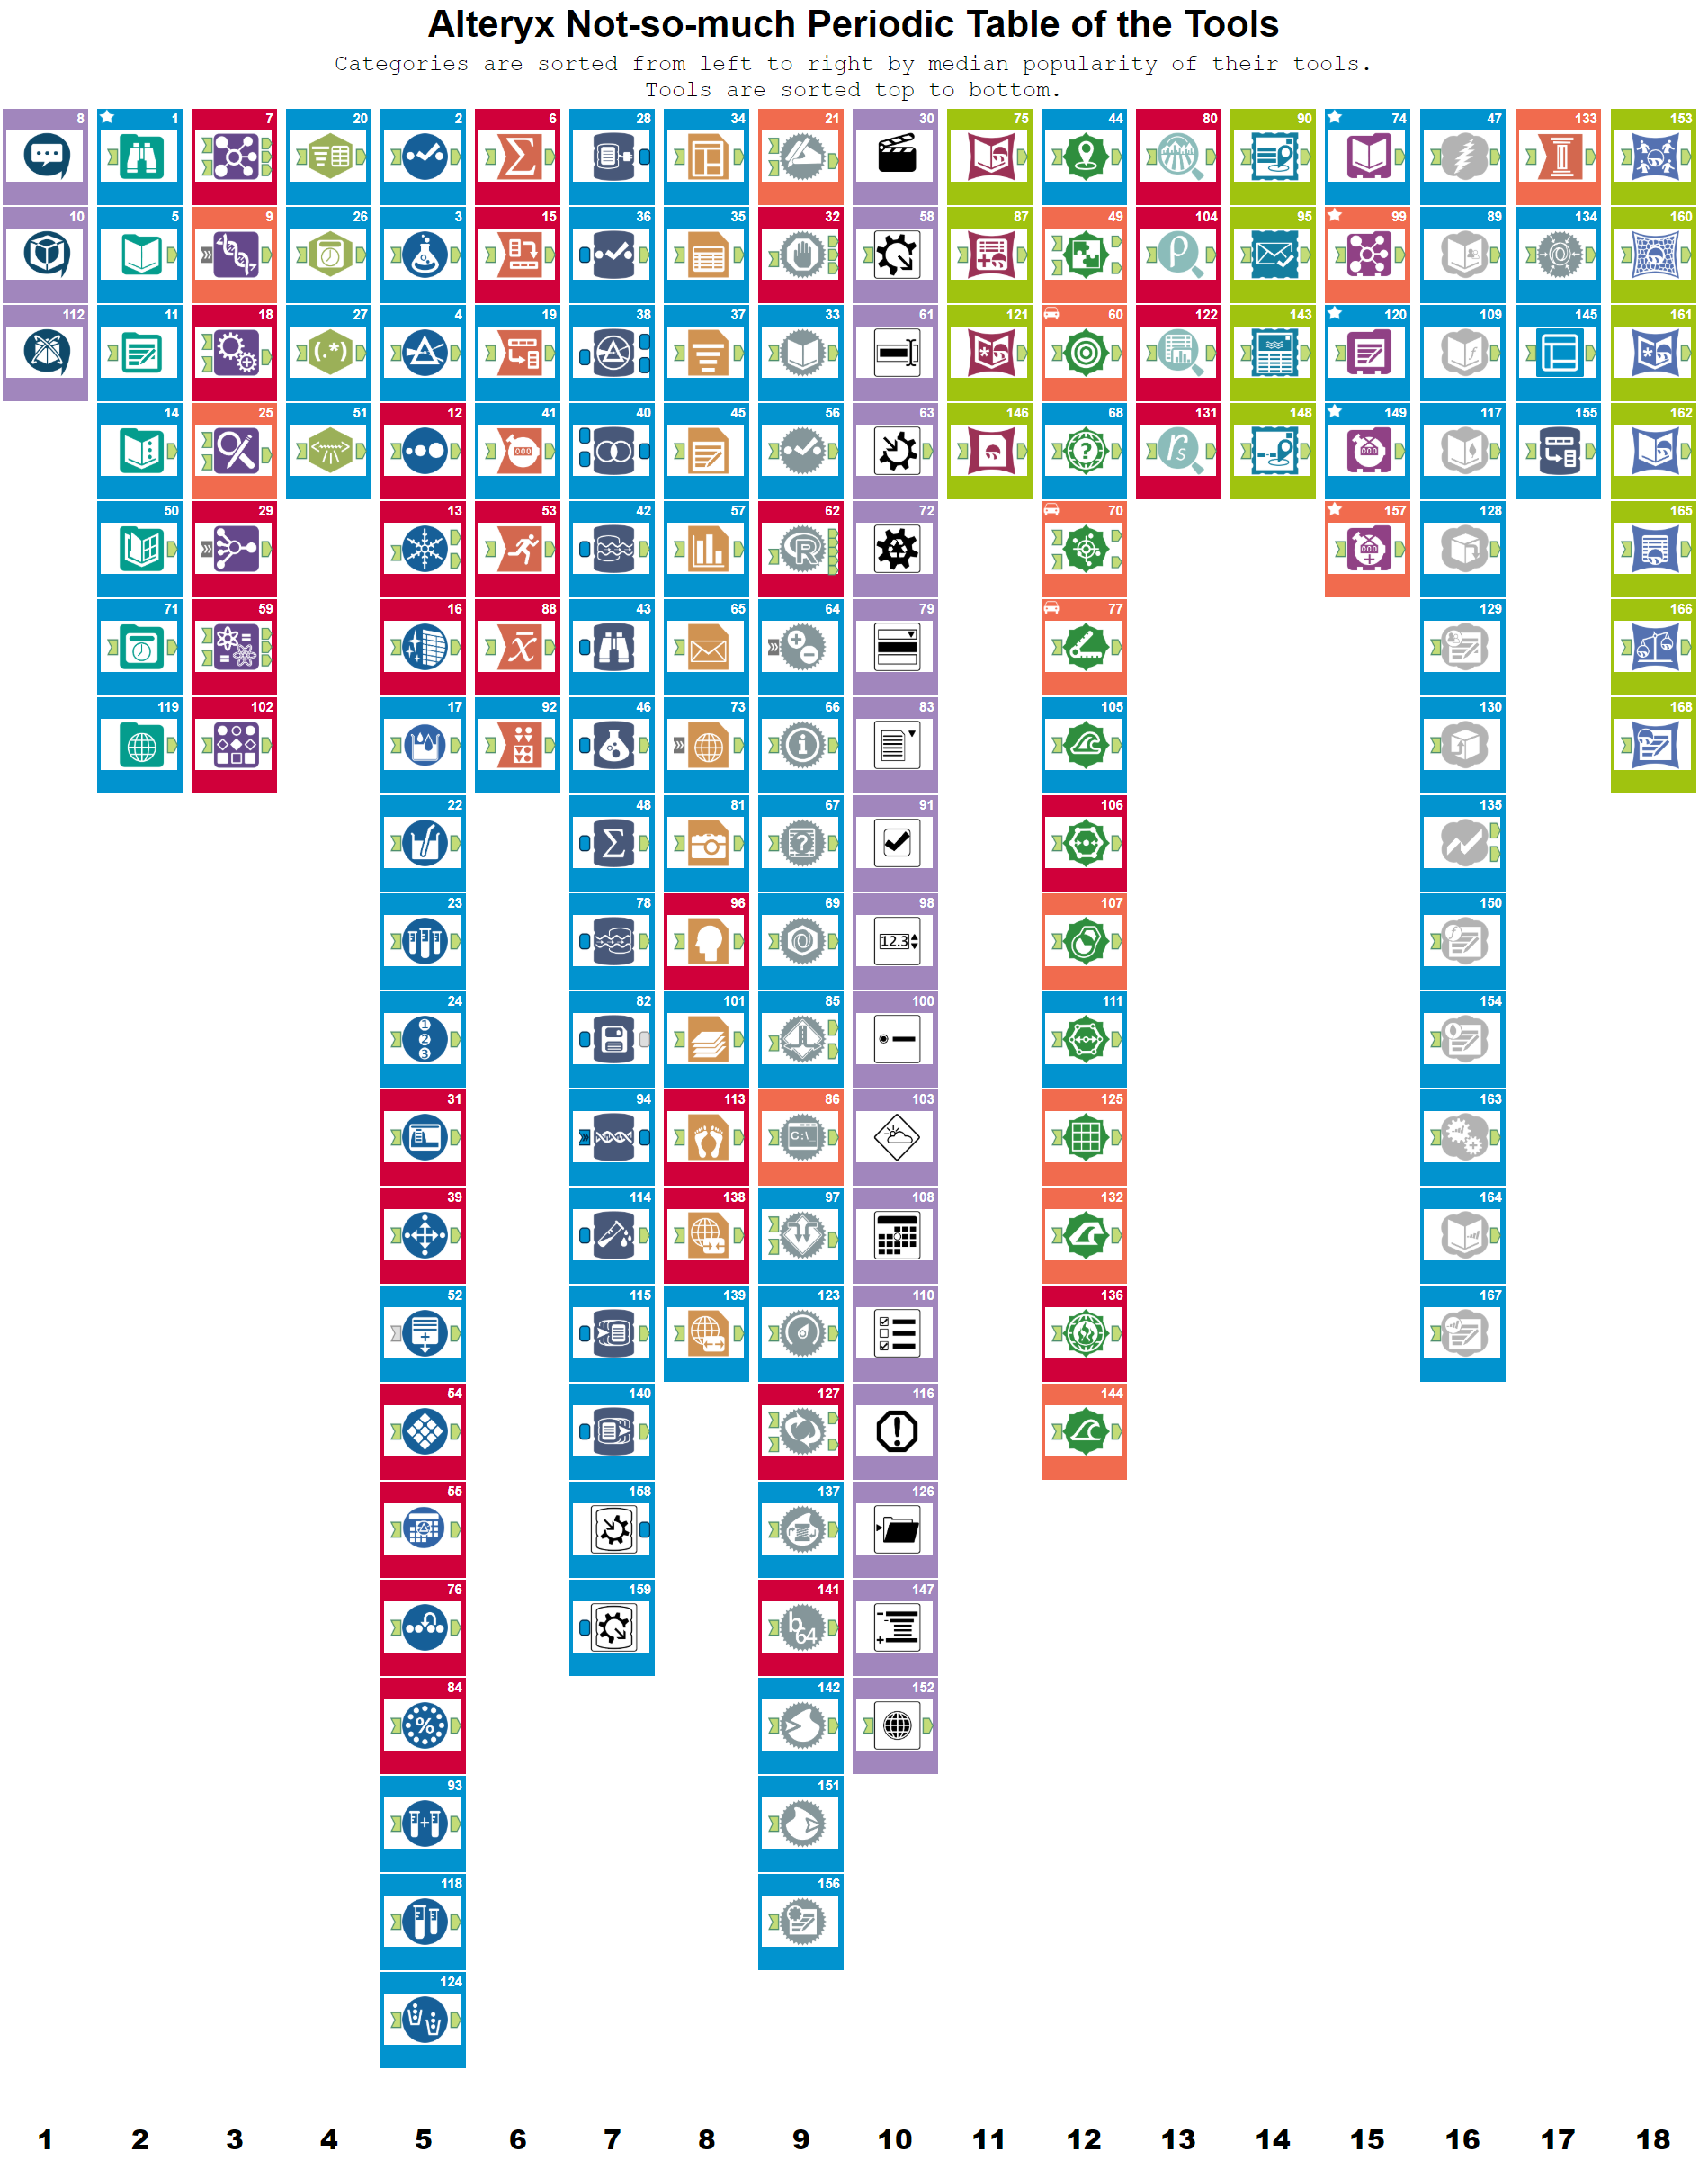 Alteryx Not-so-much Periodic Table of the Tools
Categories are sorted from left to right by median popularity of their tools.
Tools are sorted top to bottom.
8 1 7 20 2 6 28 34 21 30 75 44 80 90 74 47 133 153
10 5 9 26 3 15 36 35 32 58 87 49 104 95 99 89 134 160
112 11 18 27 4 19 38 37 33 61 121 60 122 143 120 109 145 161
(.*)
14 25 51 12 41 40 45 56 63 146 68 131 148 149 117 155 162
50 29 13 53 42 57 62 72 70 157 128 165
R
71 59 16 88 43 65 64 79 77 129 166
119 102 17 92 46 73 66 83 105 130 168
22 48 81 67 91 106 135
23 78 96 69 98 107 150
12.3
24 82 101 85 100 111 154
1
2
3
31 94 113 86 103 125 163
C:\_
39 114 138 97 108 132 164
52 115 139 123 110 136 167
54 140 127 116 144
55 158 137 126
76 159 141 147
b64
84 142 152
%
93 151
118 156
124
1 2 3 4 5 6 7 8 9 10 11 12 13 14 15 16 17 18